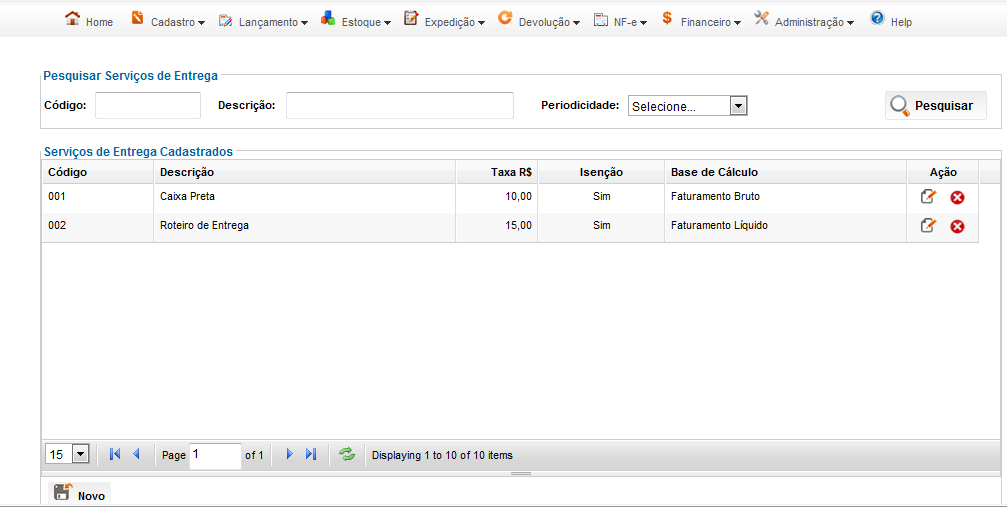 Home Cadastro Lançamento Estoque Expedição Devolução NF-e Financeiro Administração Help
Pesquisar Serviços de Entrega
Código: Descrição: Periodicidade: Selecione... Pesquisar
Serviços de Entrega Cadastrados
Código Descrição Taxa R$ Isenção Base de Cálculo Ação
001 Caixa Preta 10,00 Sim Faturamento Bruto
002 Roteiro de Entrega 15,00 Sim Faturamento Líquido
15 Page 1 of 1 Displaying 1 to 10 of 10 items
Novo